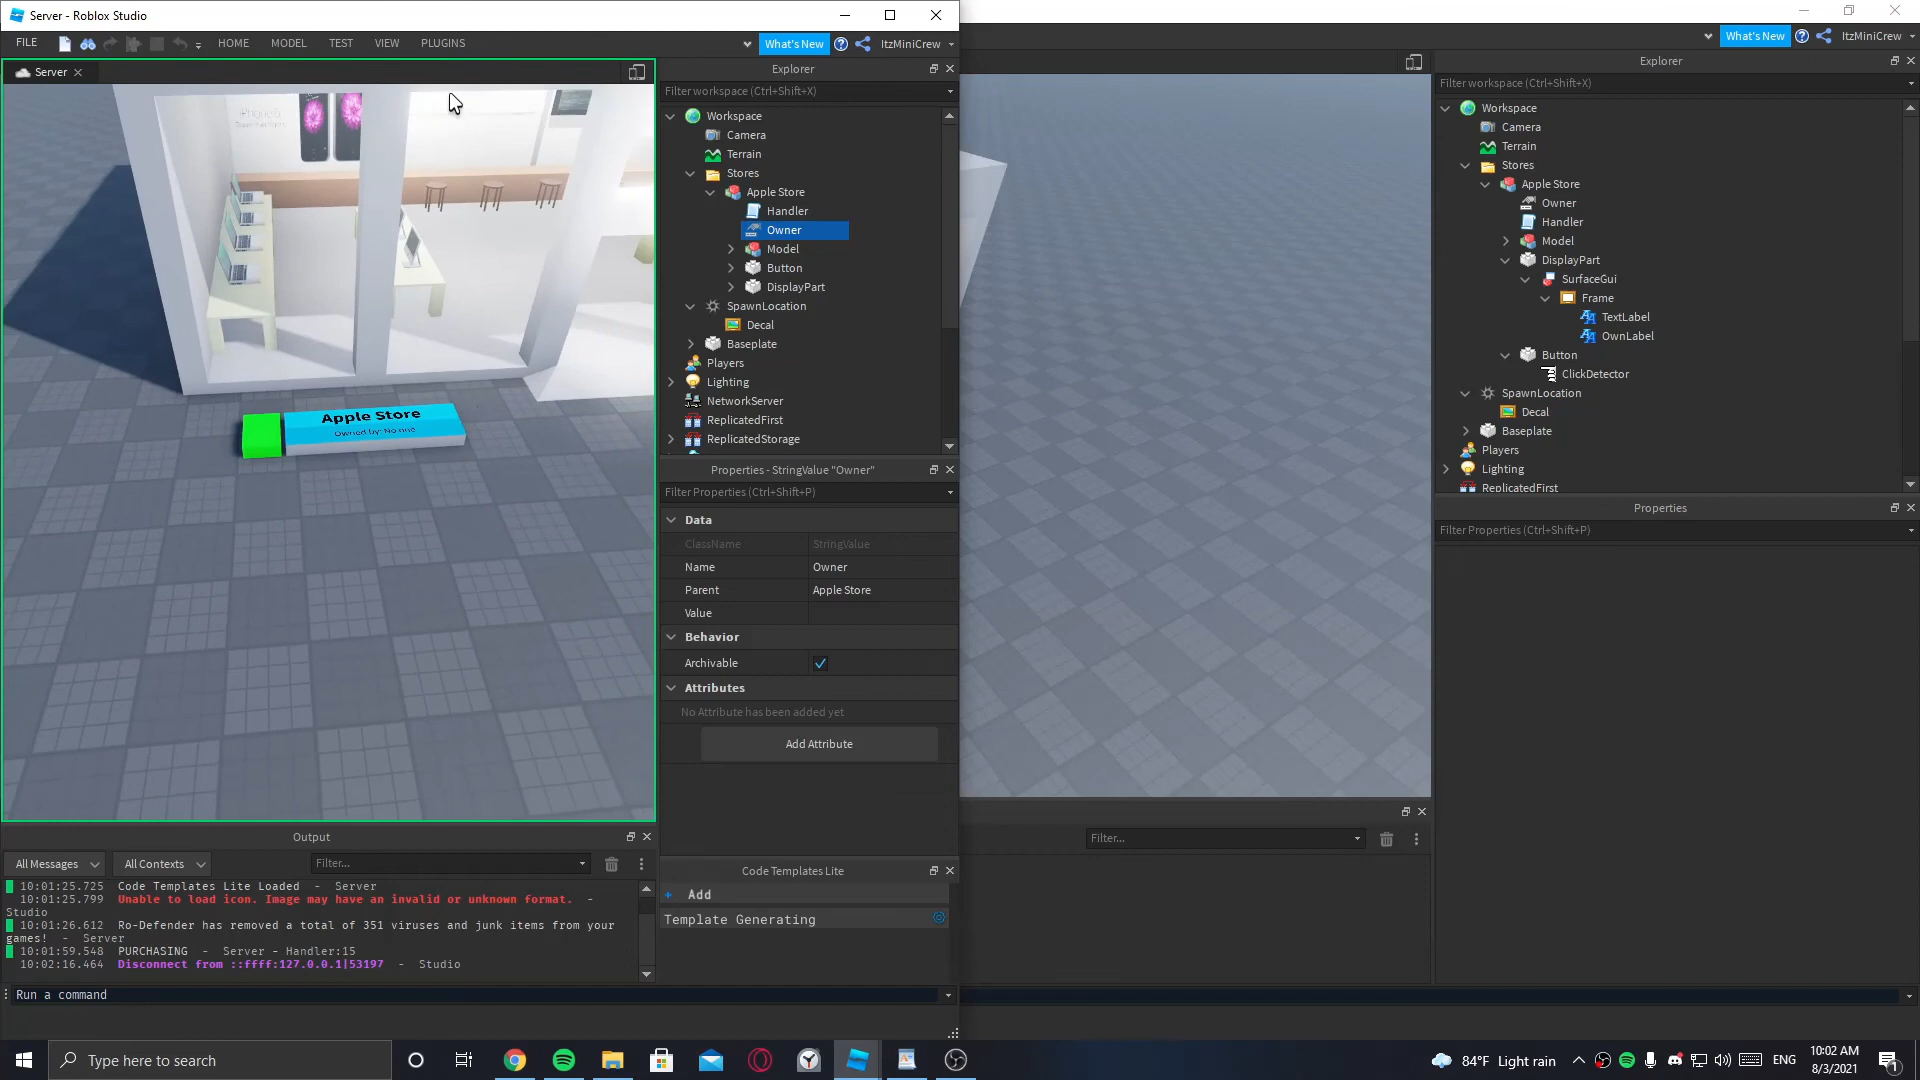 Server - Roblox Studio
FILE HOME MODEL TEST VIEW PLUGINS What's New ItzMiniCrew
What's New ItzMiniCrew
Server
Apple Store
Owned by: No one
Explorer
Filter workspace (Ctrl+Shift+X)
Workspace
Camera
Terrain
Stores
Apple Store
Handler
Owner
Model
Button
DisplayPart
SpawnLocation
Decal
Baseplate
Players
Lighting
NetworkServer
ReplicatedFirst
ReplicatedStorage
Properties - StringValue "Owner"
Filter Properties (Ctrl+Shift+P)
Data
ClassName StringValue
Name Owner
Parent Apple Store
Value
Behavior
Archivable
Attributes
No Attribute has been added yet
Add Attribute
Code Templates Lite
+ Add
Template Generating
Output
All Messages All Contexts Filter...
10:01:25.725 Code Templates Lite Loaded - Server
10:01:25.799 Unable to load icon. Image may have an invalid or unknown format. -
Studio
10:01:26.612 Ro-Defender has removed a total of 351 viruses and junk items from your
games! - Server
10:01:59.548 PURCHASING - Server - Handler:15
10:02:16.464 Disconnect from ::ffff:127.0.0.1|53197 - Studio
Run a command
Explorer
Filter workspace (Ctrl+Shift+X)
Workspace
Camera
Terrain
Stores
Apple Store
Owner
Handler
Model
DisplayPart
SurfaceGui
Frame
TextLabel
OwnLabel
Button
ClickDetector
SpawnLocation
Decal
Baseplate
Players
Lighting
ReplicatedFirst
Properties
Filter Properties (Ctrl+Shift+P)
Filter...
Type here to search
84°F Light rain
ENG
10:02 AM
8/3/2021
1